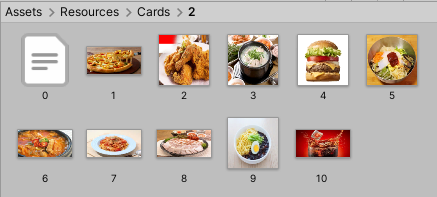 Assets > Resources > Cards > 2
0 1 2 3 4 5
6 7 8 9 10